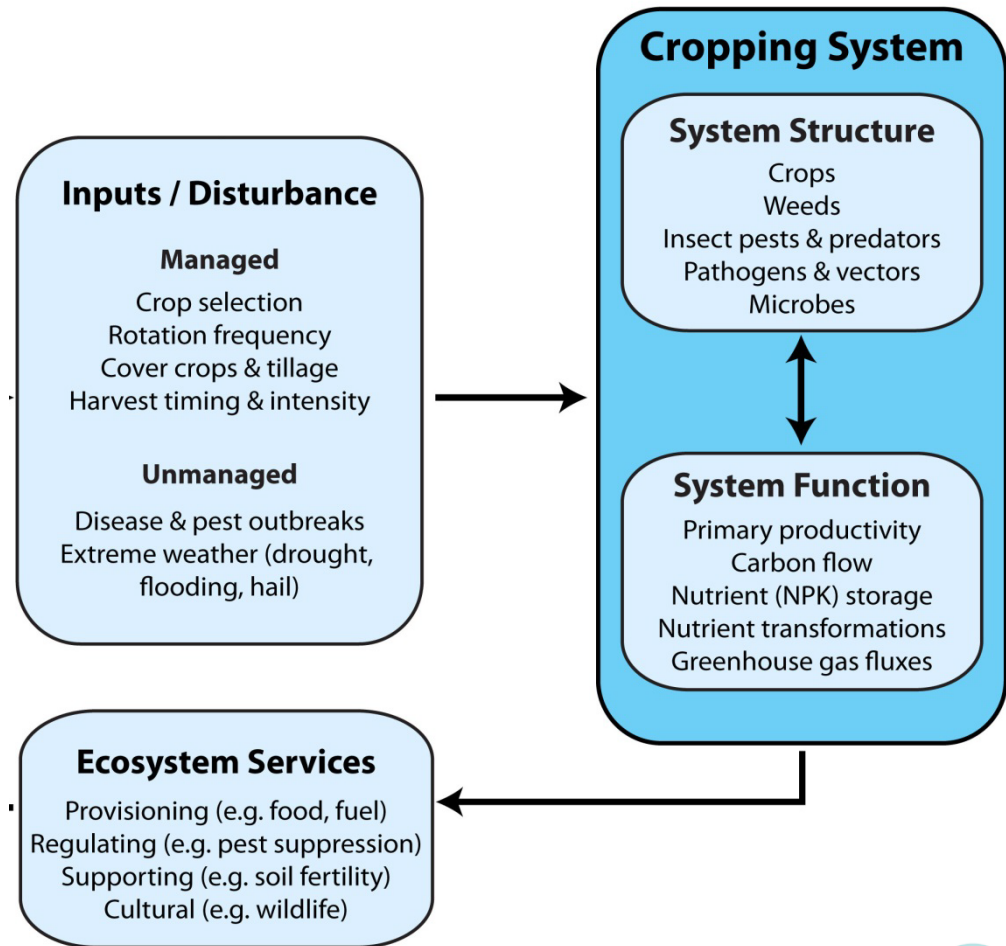 Cropping System
System Structure
Crops
Weeds
Insect pests & predators
Pathogens & vectors
Microbes
System Function
Primary productivity
Carbon flow
Nutrient (NPK) storage
Nutrient transformations
Greenhouse gas fluxes
Inputs / Disturbance
Managed
Crop selection
Rotation frequency
Cover crops & tillage
Harvest timing & intensity
Unmanaged
Disease & pest outbreaks
Extreme weather (drought,
flooding, hail)
Ecosystem Services
Provisioning (e.g. food, fuel)
Regulating (e.g. pest suppression)
Supporting (e.g. soil fertility)
Cultural (e.g. wildlife)